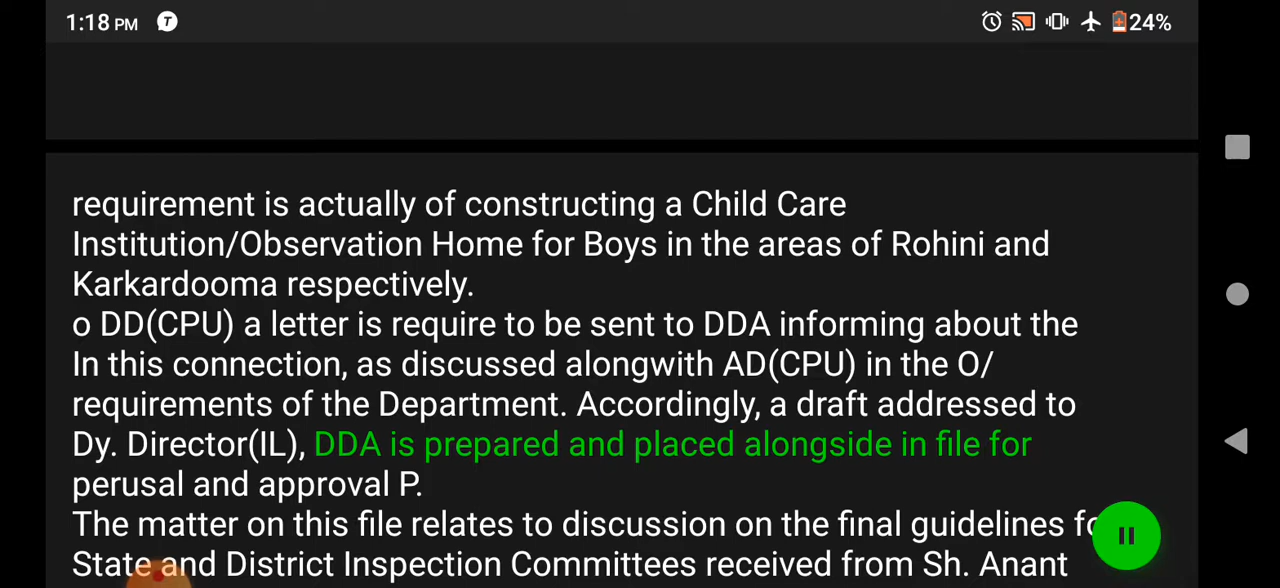 1:18 PM T 24%
requirement is actually of constructing a Child Care
Institution/Observation Home for Boys in the areas of Rohini and
Karkardooma respectively.
o DD(CPU) a letter is require to be sent to DDA informing about the
In this connection, as discussed alongwith AD(CPU) in the O/
requirements of the Department. Accordingly, a draft addressed to
Dy. Director(IL), DDA is prepared and placed alongside in file for
perusal and approval P.
The matter on this file relates to discussion on the final guidelines
State and District Inspection Committees received from Sh. Anant